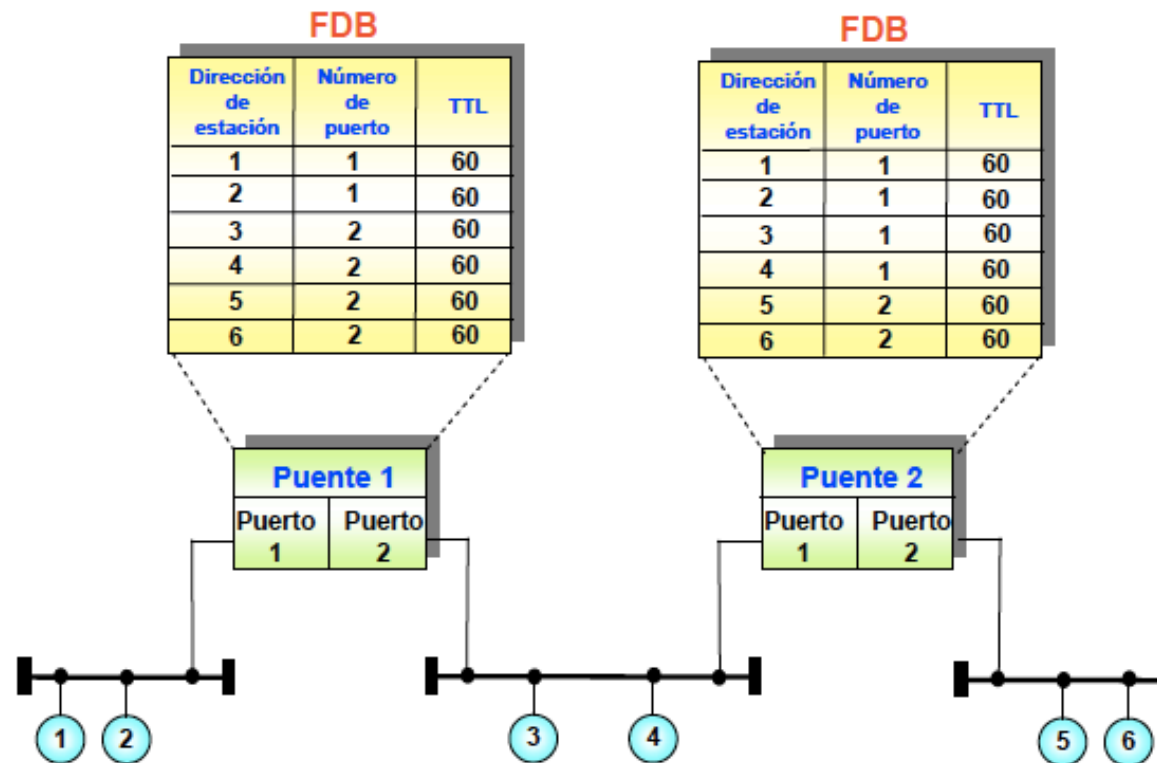 FDB
Dirección de estación Número de puerto TTL
1 1 60
2 1 60
3 2 60
4 2 60
5 2 60
6 2 60
FDB
Dirección de estación Número de puerto TTL
1 1 60
2 1 60
3 1 60
4 1 60
5 2 60
6 2 60
Puente 1
Puerto 1 Puerto 2
Puente 2
Puerto 1 Puerto 2
1 2 3 4 5 6